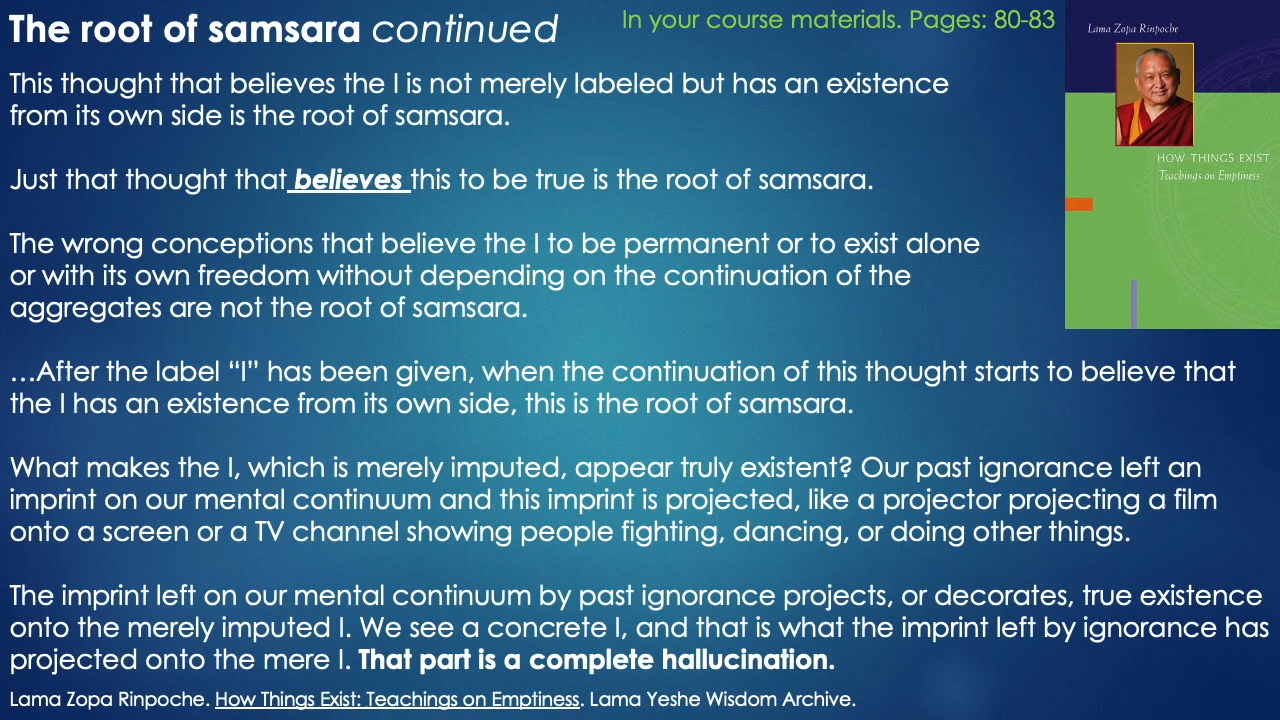 The root of samsara continued
In your course materials. Pages: 80-83
This thought that believes the I is not merely labeled but has an existence
from its own side is the root of samsara.
Just that thought that believes this to be true is the root of samsara.
The wrong conceptions that believe the I to be permanent or to exist alone
or with its own freedom without depending on the continuation of the
aggregates are not the root of samsara.
…After the label “I” has been given, when the continuation of this thought starts to believe that
the I has an existence from its own side, this is the root of samsara.
What makes the I, which is merely imputed, appear truly existent? Our past ignorance left an
imprint on our mental continuum and this imprint is projected, like a projector projecting a film
onto a screen or a TV channel showing people fighting, dancing, or doing other things.
The imprint left on our mental continuum by past ignorance projects, or decorates, true existence
onto the merely imputed I. We see a concrete I, and that is what the imprint left by ignorance has
projected onto the mere I. That part is a complete hallucination.
Lama Zopa Rinpoche. How Things Exist: Teachings on Emptiness. Lama Yeshe Wisdom Archive.
Lama Zopa Rinpoche
HOW THINGS EXIST
Teachings on Emptiness